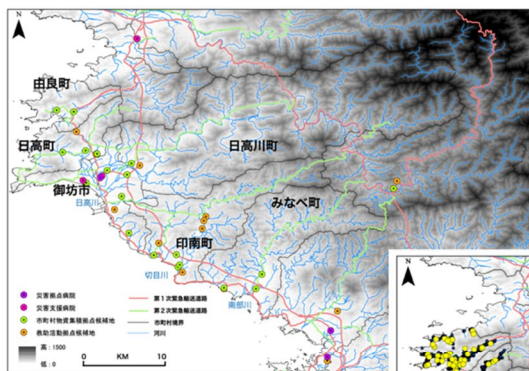 N
由良町
日高町
日高川町
御坊市
日高川
みなべ町
印南町
切目川
南部川
災害拠点病院
災害支援病院
市町村物資集積拠点候補地
救助活動拠点候補地
高 : 1500
低 : 0
第1次緊急輸送道路
第2次緊急輸送道路
市町村境界
河川
0
10
KM
N